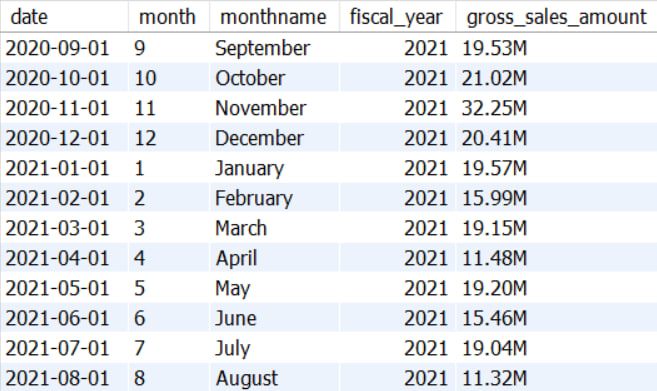 date month monthname fiscal_year gross_sales_amount
2020-09-01 9 September 2021 19.53M
2020-10-01 10 October 2021 21.02M
2020-11-01 11 November 2021 32.25M
2020-12-01 12 December 2021 20.41M
2021-01-01 1 January 2021 19.57M
2021-02-01 2 February 2021 15.99M
2021-03-01 3 March 2021 19.15M
2021-04-01 4 April 2021 11.48M
2021-05-01 5 May 2021 19.20M
2021-06-01 6 June 2021 15.46M
2021-07-01 7 July 2021 19.04M
2021-08-01 8 August 2021 11.32M